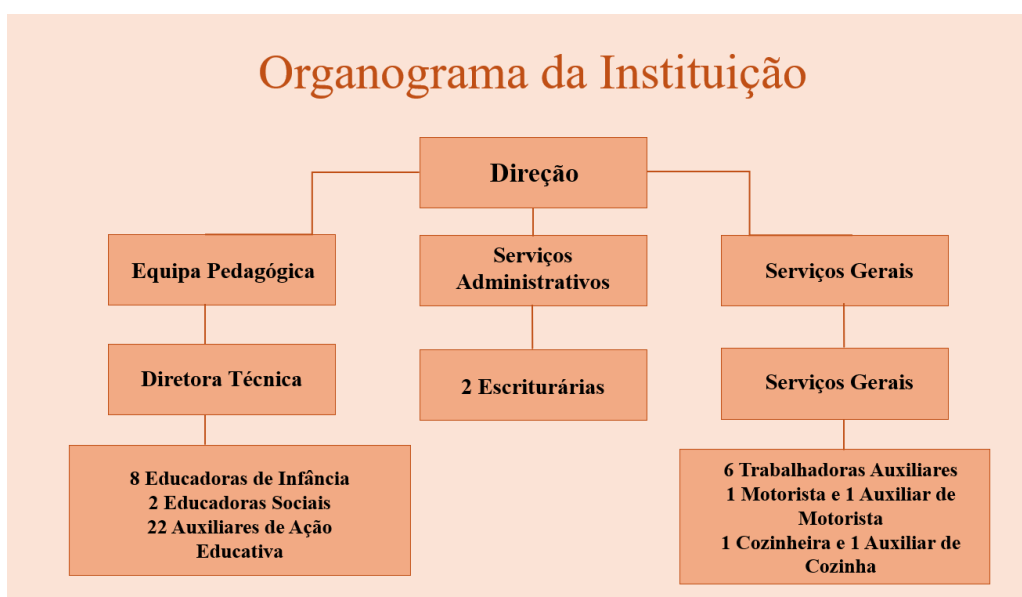 Organograma da Instituição
Direção
Equipa Pedagógica
Serviços
Administrativos
Serviços Gerais
Diretora Técnica
2 Escriturárias
Serviços Gerais
8 Educadoras de Infância
2 Educadoras Sociais
22 Auxiliares de Ação
Educativa
6 Trabalhadoras Auxiliares
1 Motorista e 1 Auxiliar de
Motorista
1 Cozinheira e 1 Auxiliar de
Cozinha